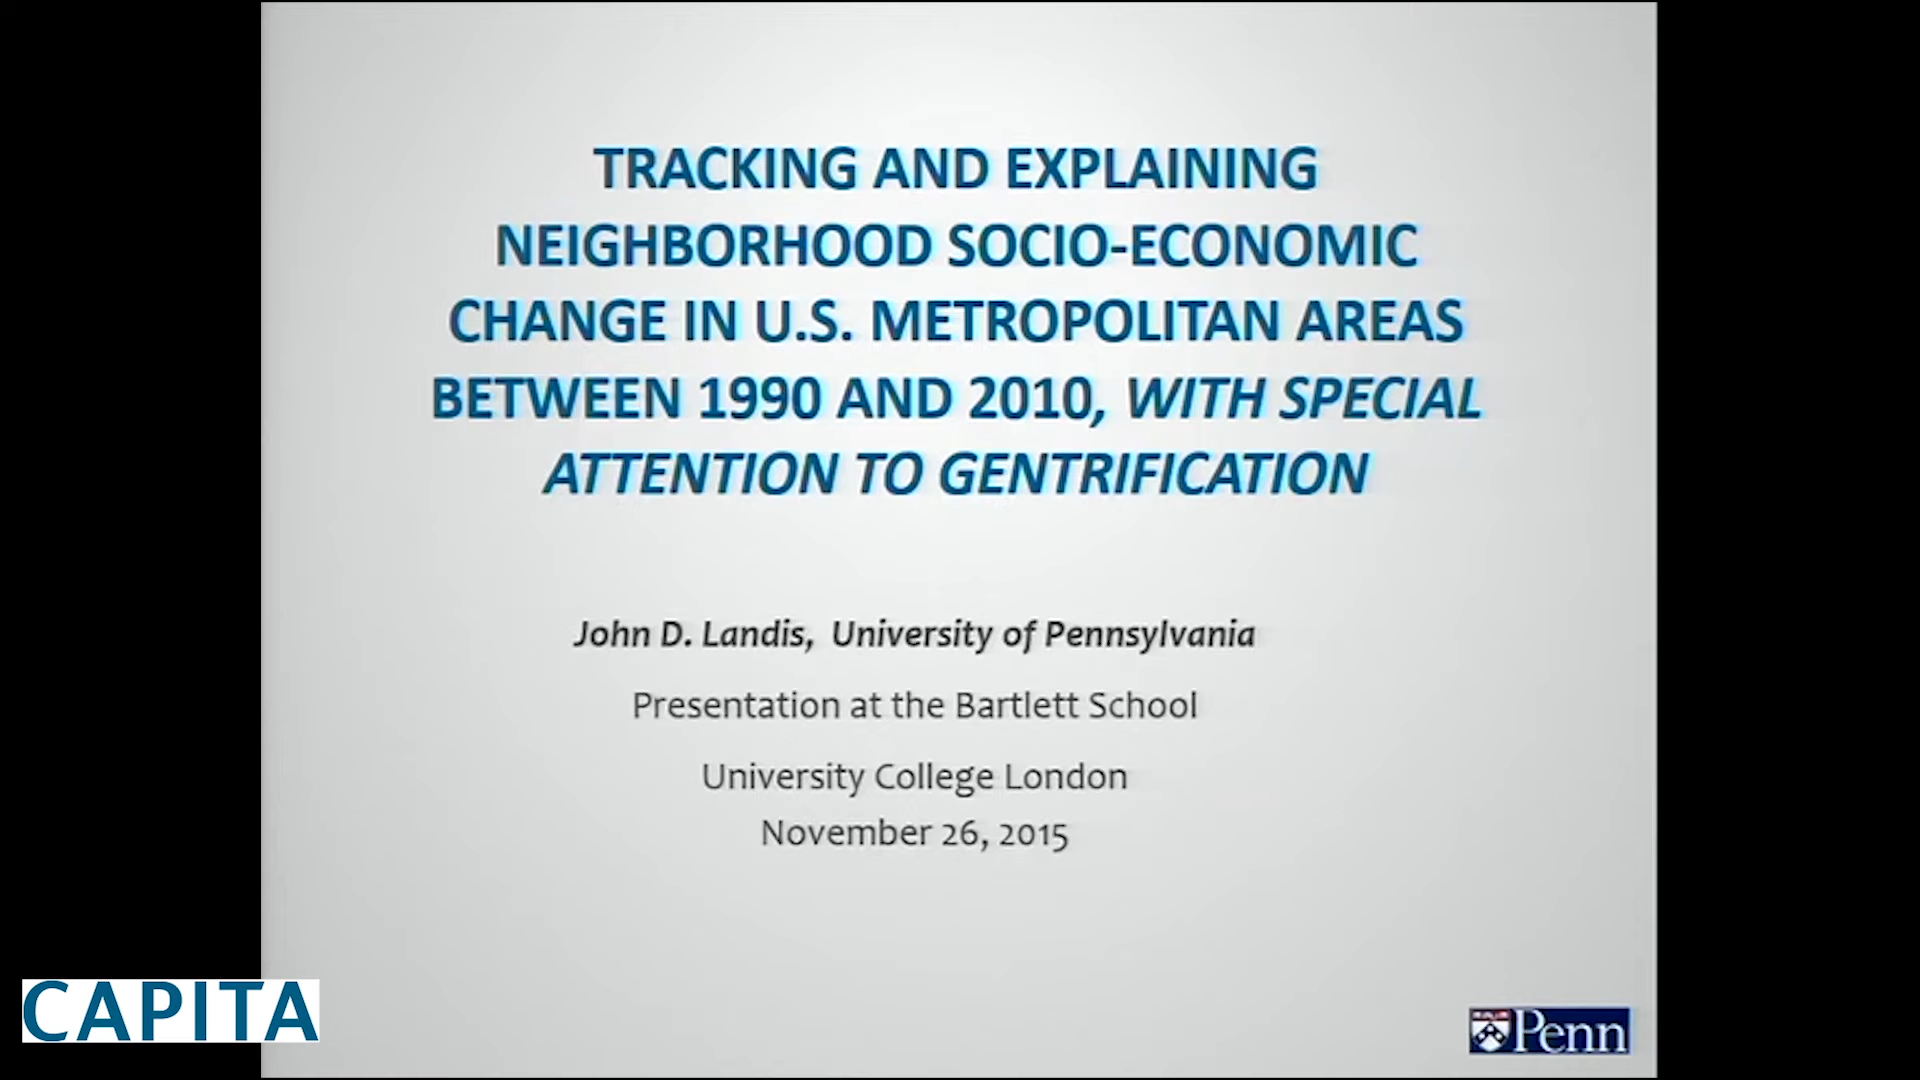 TRACKING AND EXPLAINING
NEIGHBORHOOD SOCIO-ECONOMIC
CHANGE IN U.S. METROPOLITAN AREAS
BETWEEN 1990 AND 2010, WITH SPECIAL
ATTENTION TO GENTRIFICATION
John D. Landis, University of Pennsylvania
Presentation at the Bartlett School
University College London
November 26, 2015
CAPITA
Penn